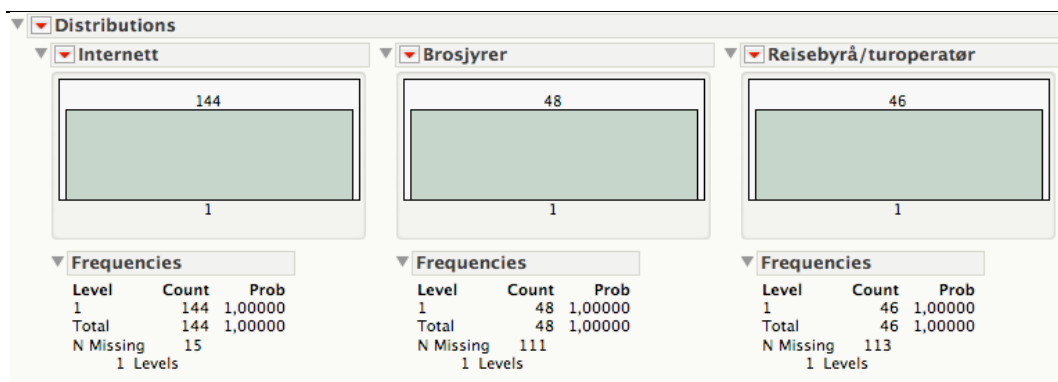 Distributions
Internett
144
1
Frequencies
Level Count Prob
1 144 1,00000
Total 144 1,00000
N Missing 15
1 Levels
Brosjyrer
48
1
Frequencies
Level Count Prob
1 48 1,00000
Total 48 1,00000
N Missing 111
1 Levels
Reisebyrå/turoperatør
46
1
Frequencies
Level Count Prob
1 46 1,00000
Total 46 1,00000
N Missing 113
1 Levels